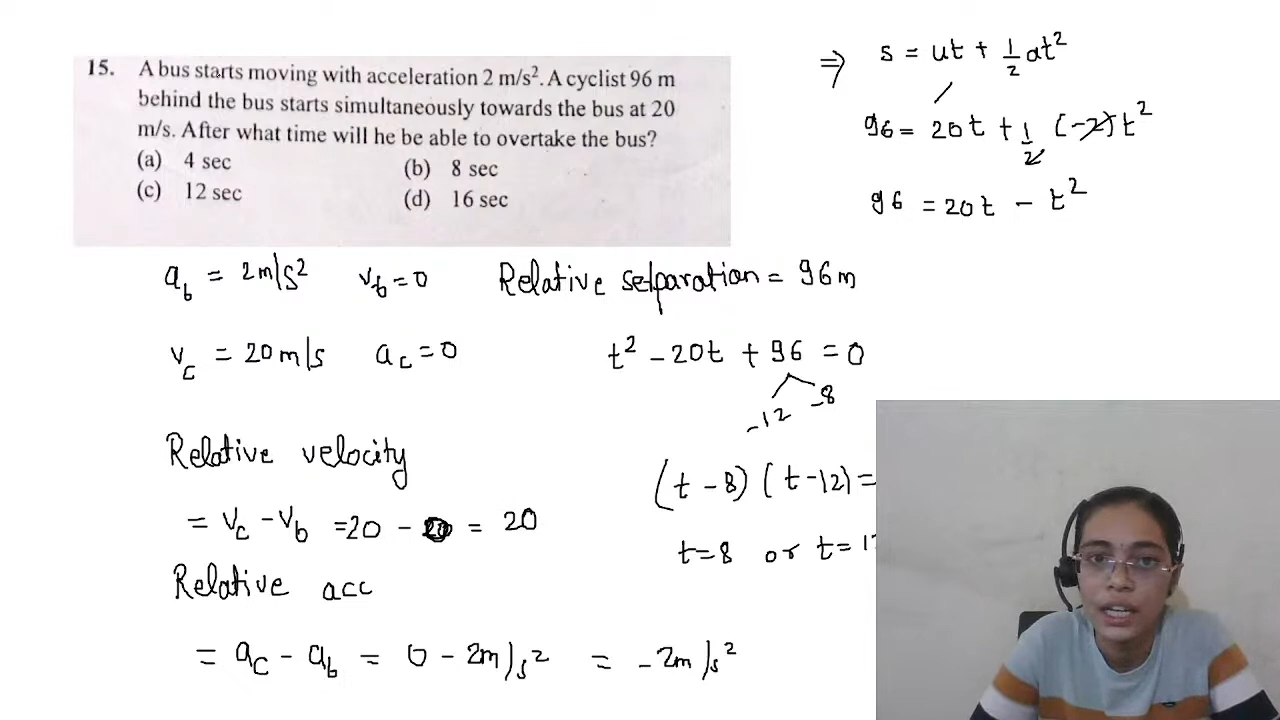 15. A bus starts moving with acceleration 2 m/s². A cyclist 96 m
behind the bus starts simultaneously towards the bus at 20
m/s. After what time will he be able to overtake the bus?
(a) 4 sec (b) 8 sec
(c) 12 sec (d) 16 sec
⇒ s = ut + 1/2 at²
96 = 20t + 1/2 (-2)t²
96 = 20t - t²
a_b = 2m/s² v_b = 0 Relative selparation = 96m
v_c = 20m/s a_c = 0 t² - 20t + 96 = 0
-12 -8
Relative velocity
(t - 8) (t - 12) =
= v_c - v_b = 20 - = 20
t = 8 or t =
Relative acc
= a_c - a_b = 0 - 2m/s² = -2m/s²